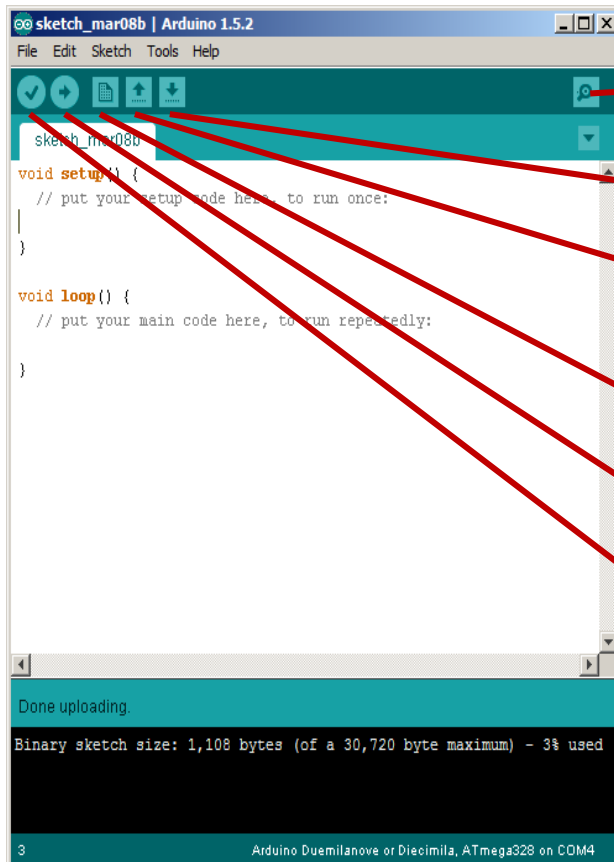 sketch_mar08b | Arduino 1.5.2
File Edit Sketch Tools Help
sketch_mar08b
void setup() {
// put your setup code here, to run once:
}
void loop() {
// put your main code here, to run repeatedly:
}
Done uploading.
Binary sketch size: 1,108 bytes (of a 30,720 byte maximum) - 3% used
3 Arduino Duemilanove or Diecimila, ATmega328 on COM4